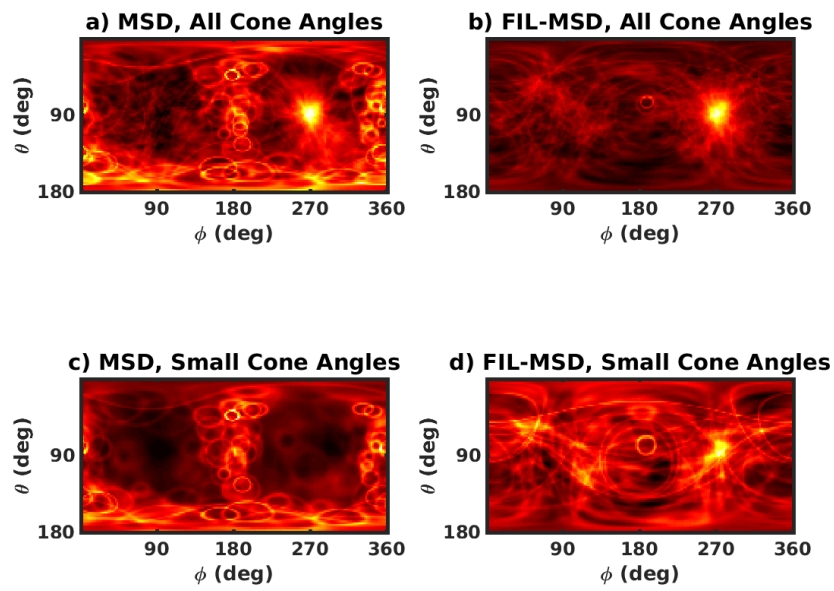 a) MSD, All Cone Angles
θ (deg)
90
180
90 180 270 360
ϕ (deg)
b) FIL-MSD, All Cone Angles
θ (deg)
90
180
90 180 270 360
ϕ (deg)
c) MSD, Small Cone Angles
θ (deg)
90
180
90 180 270 360
ϕ (deg)
d) FIL-MSD, Small Cone Angles
θ (deg)
90
180
90 180 270 360
ϕ (deg)